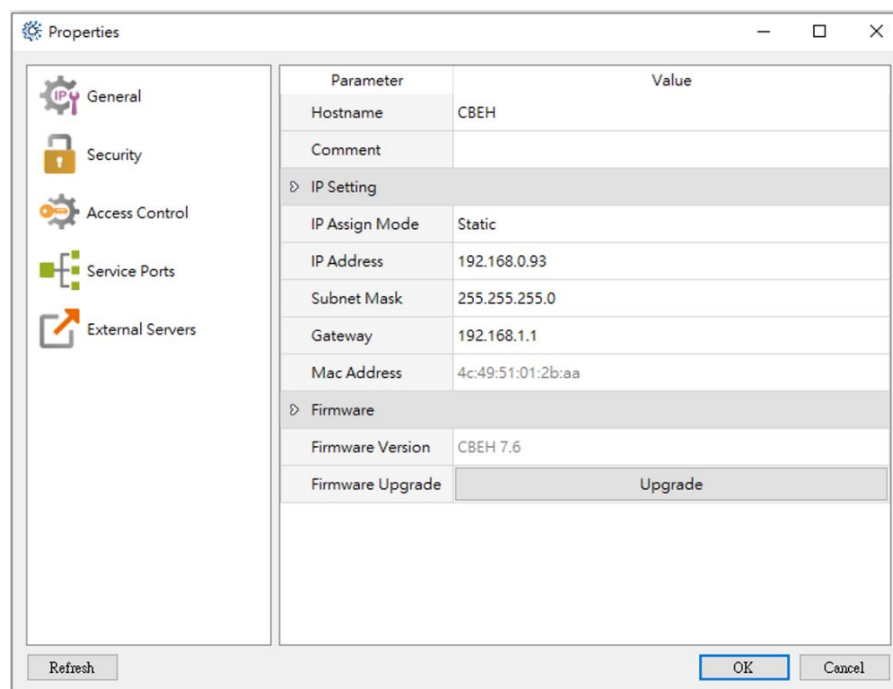 Properties
General
Security
Access Control
Service Ports
External Servers
Parameter Value
Hostname CBEH
Comment
IP Setting
IP Assign Mode Static
IP Address 192.168.0.93
Subnet Mask 255.255.255.0
Gateway 192.168.1.1
Mac Address 4c:49:51:01:2b:aa
Firmware
Firmware Version CBEH 7.6
Firmware Upgrade Upgrade
Refresh OK Cancel